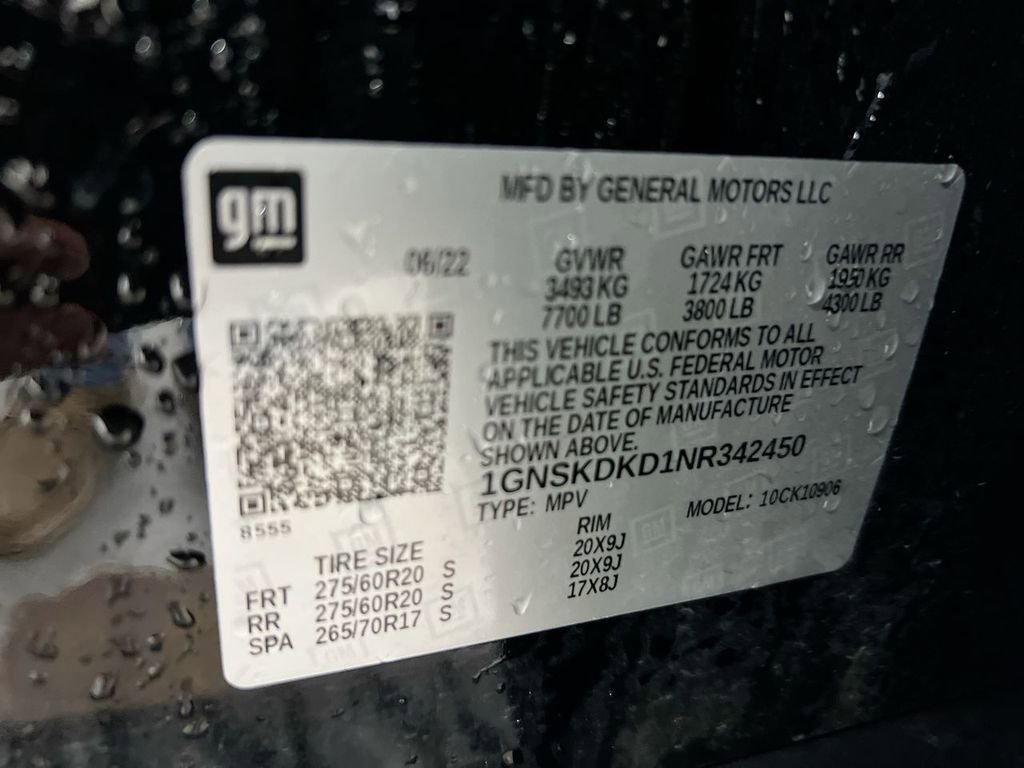 gm
MFD BY GENERAL MOTORS LLC
06/22
GVWR GAWR FRT GAWR RR
3493 KG 1724 KG 1950 KG
7700 LB 3800 LB 4300 LB
THIS VEHICLE CONFORMS TO ALL
APPLICABLE U.S. FEDERAL MOTOR
VEHICLE SAFETY STANDARDS IN EFFECT
ON THE DATE OF MANUFACTURE
SHOWN ABOVE.
1GNSKDKD1NR342450
TYPE: MPV MODEL: 10CK10906
8555
TIRE SIZE RIM
FRT 275/60R20 S 20X9J
RR 275/60R20 S 20X9J
SPA 265/70R17 S 17X8J